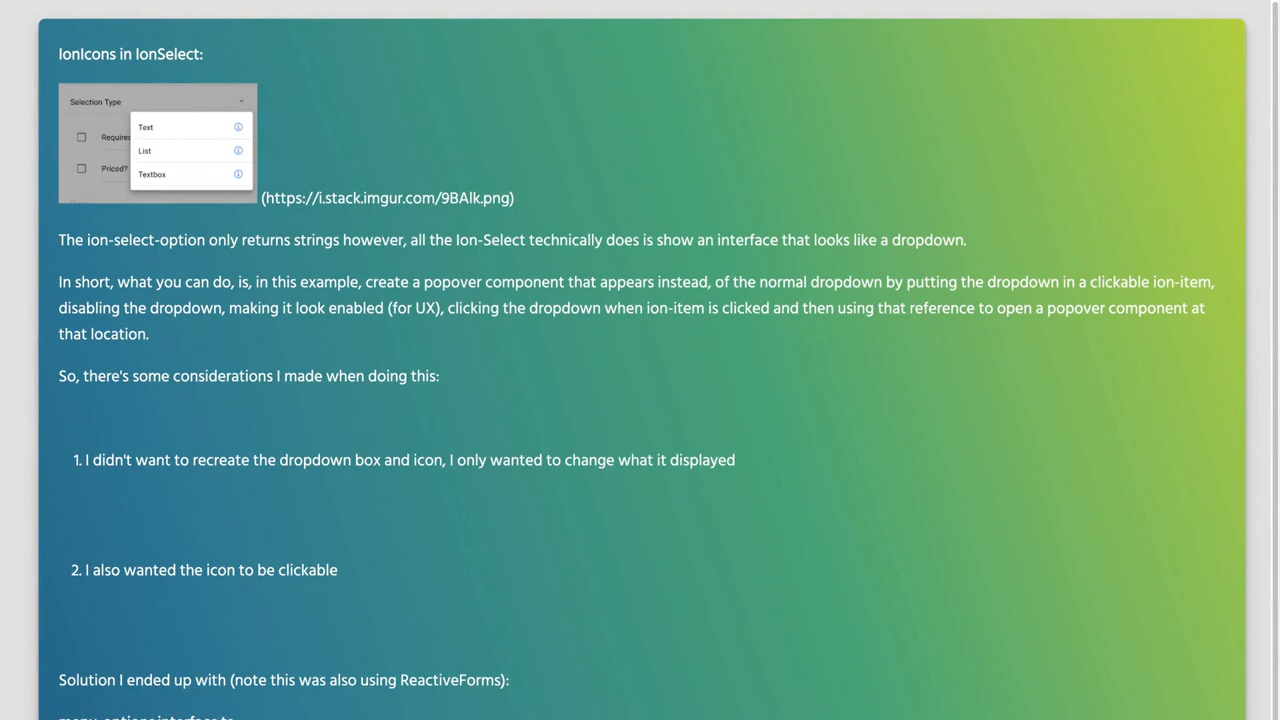 IonIcons in IonSelect:
Selection Type
Text
Required
List
Priced?
Textbox
(https://i.stack.imgur.com/9BAlk.png)
The ion-select-option only returns strings however, all the Ion-Select technically does is show an interface that looks like a dropdown.
In short, what you can do, is, in this example, create a popover component that appears instead, of the normal dropdown by putting the dropdown in a clickable ion-item,
disabling the dropdown, making it look enabled (for UX), clicking the dropdown when ion-item is clicked and then using that reference to open a popover component at
that location.
So, there's some considerations I made when doing this:
1. I didn't want to recreate the dropdown box and icon, I only wanted to change what it displayed
2. I also wanted the icon to be clickable
Solution I ended up with (note this was also using ReactiveForms):
menu-options.interface.ts